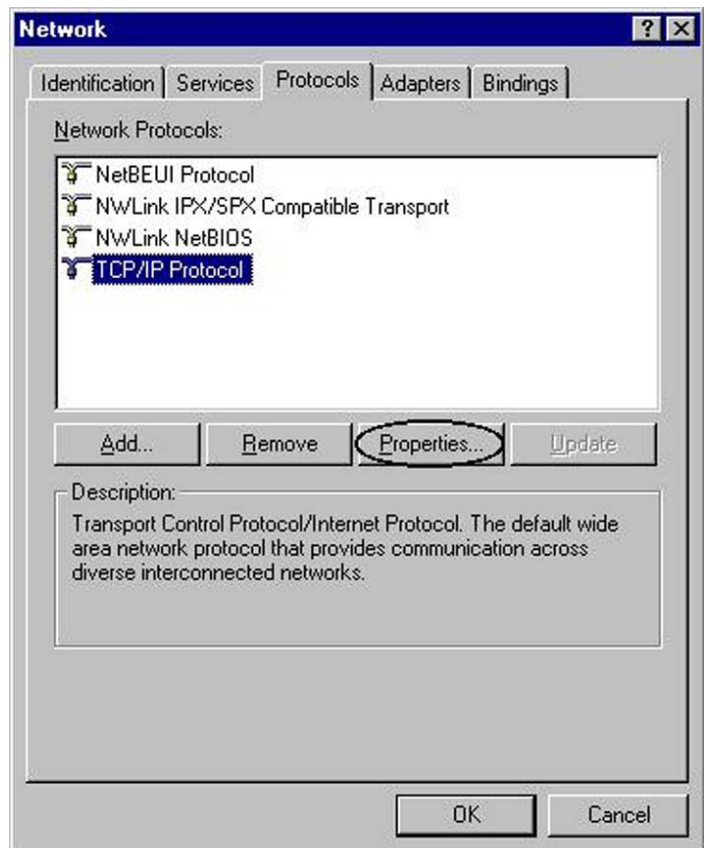 Network
Identification Services Protocols Adapters Bindings
Network Protocols:
NetBEUI Protocol
NWLink IPX/SPX Compatible Transport
NWLink NetBIOS
TCP/IP Protocol
Add... Remove Properties... Update
Description:
Transport Control Protocol/Internet Protocol. The default wide
area network protocol that provides communication across
diverse interconnected networks.
OK Cancel